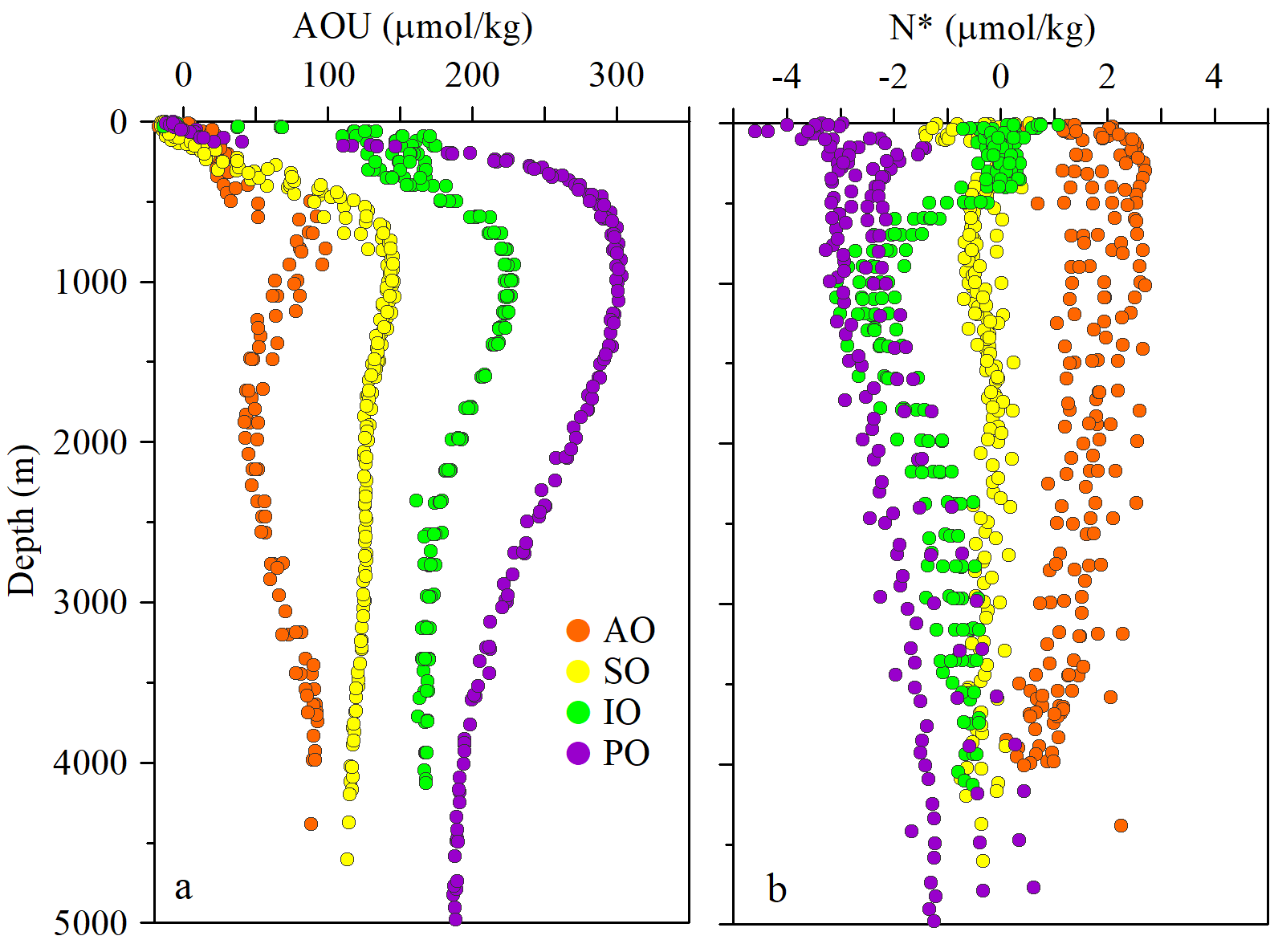 AOU (μmol/kg)
N* (μmol/kg)
0 100 200 300
-4 -2 0 2 4
0
1000
2000
3000
4000
5000
Depth (m)
AO
SO
IO
PO
a
b